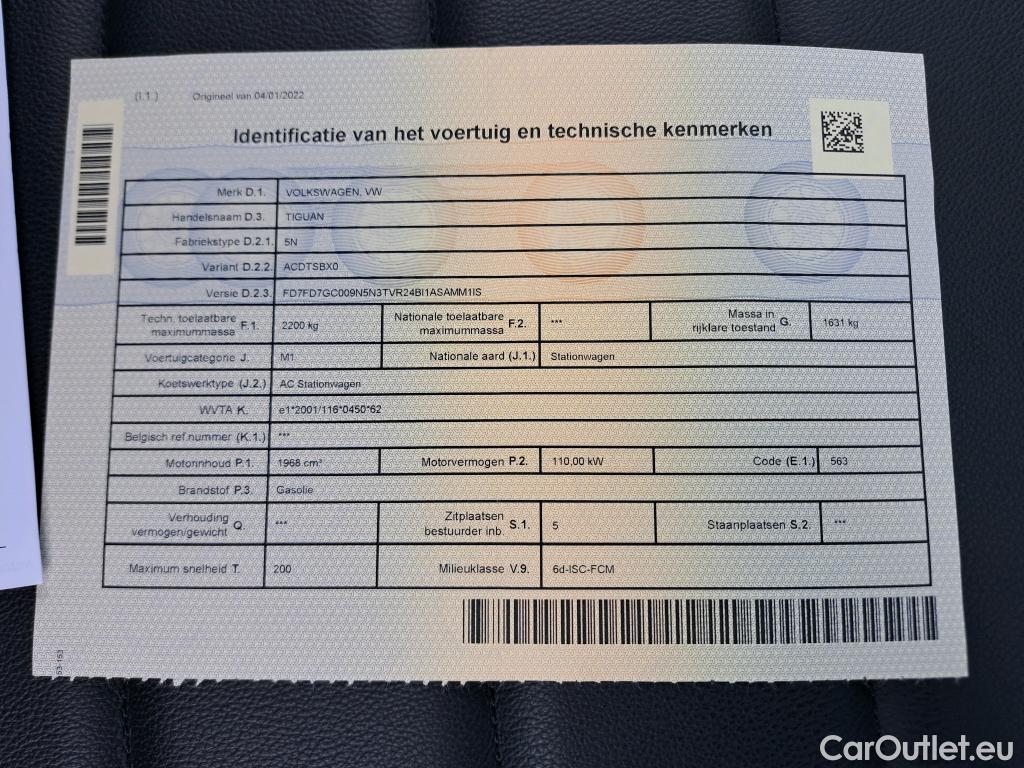 (I.1.) Origineel van 04/01/2022
Identificatie van het voertuig en technische kenmerken
Merk D.1. VOLKSWAGEN, VW
Handelsnaam D.3. TIGUAN
Fabriekstype D.2.1. 5N
Variant D.2.2. ACDTSBX0
Versie D.2.3. FD7FD7GC009N5N3TVR24BI1ASAMM1IS
Techn. toelaatbare maximummassa F.1. 2200 kg Nationale toelaatbare maximummassa F.2. *** Massa in rijklare toestand G. 1631 kg
Voertuigcategorie J. M1 Nationale aard (J.1.) Stationwagen
Koetswerktype (J.2.) AC Stationwagen
WVTA K. e1*2001/116*0450*62
Belgisch ref.nummer (K.1.) ***
Motorinhoud P.1. 1968 cm³ Motorvermogen P.2. 110,00 kW Code (E.1.) 563
Brandstof P.3. Gasolie
Verhouding vermogen/gewicht Q. *** Zitplaatsen bestuurder inb. S.1. 5 Staanplaatsen S.2. ***
Maximum snelheid T. 200 Milieuklasse V.9. 6d-ISC-FCM
53-153
CarOutlet.eu